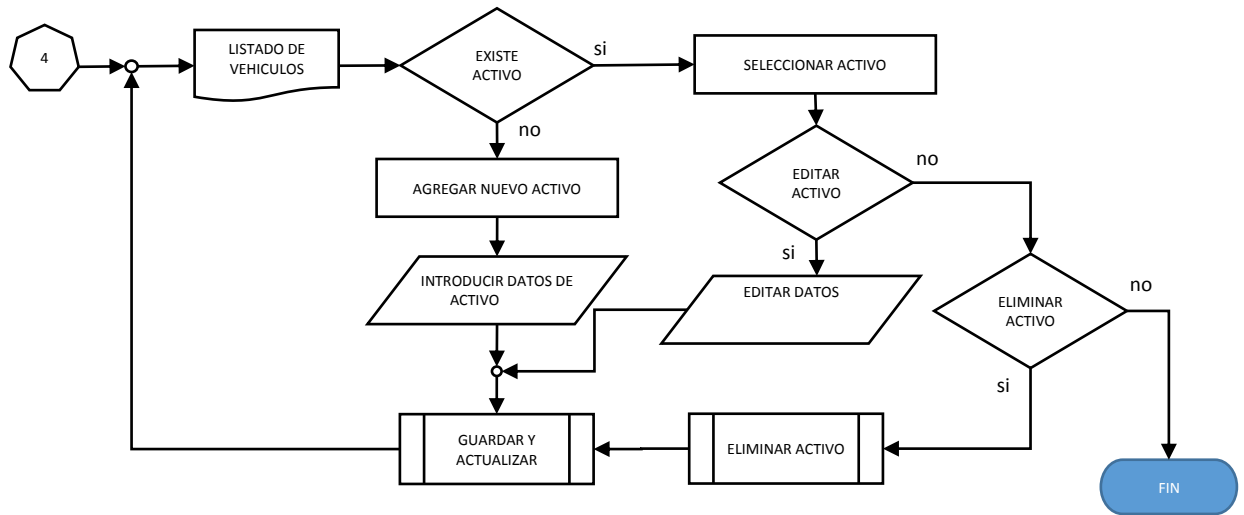 4
LISTADO DE
VEHICULOS
EXISTE
ACTIVO
si
SELECCIONAR ACTIVO
no
AGREGAR NUEVO ACTIVO
EDITAR
ACTIVO
no
si
INTRODUCIR DATOS DE
ACTIVO
EDITAR DATOS
ELIMINAR
ACTIVO
no
si
GUARDAR Y
ACTUALIZAR
ELIMINAR ACTIVO
FIN